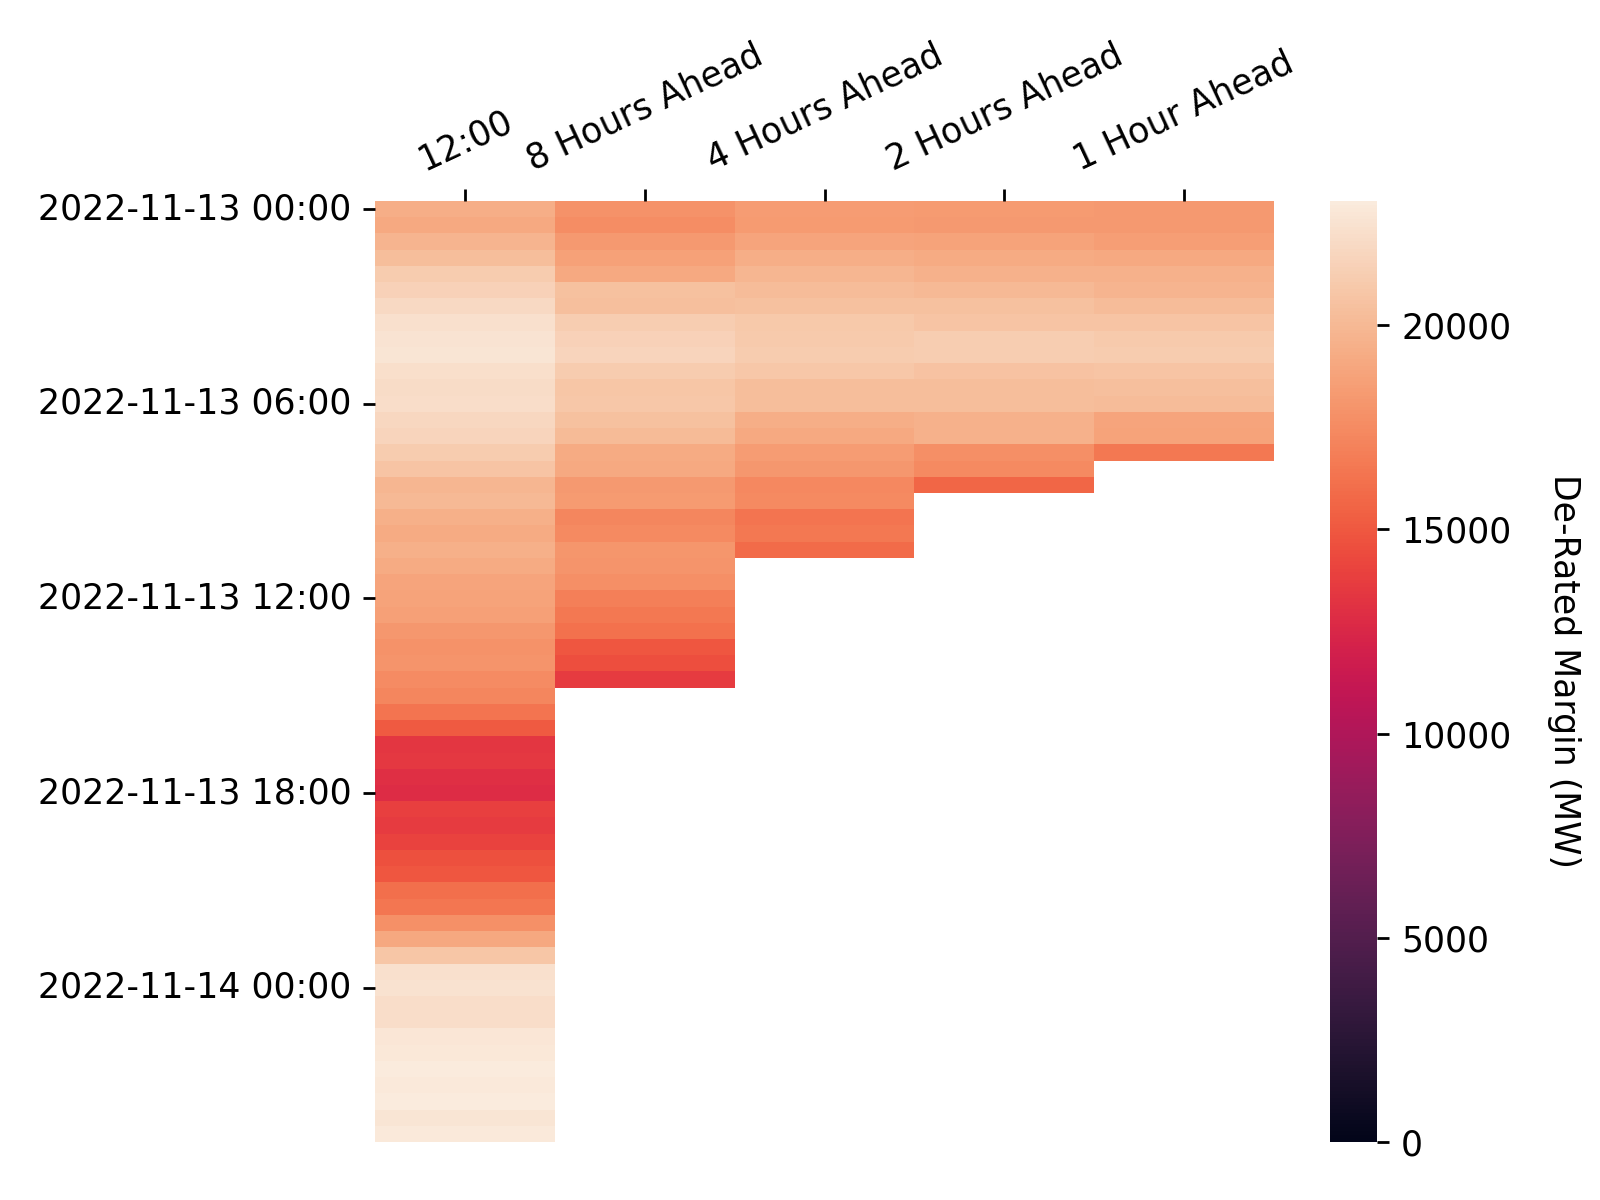 12:00
8 Hours Ahead
4 Hours Ahead
2 Hours Ahead
1 Hour Ahead
2022-11-13 00:00
2022-11-13 06:00
2022-11-13 12:00
2022-11-13 18:00
2022-11-14 00:00
20000
15000
10000
5000
0
De-Rated Margin (MW)